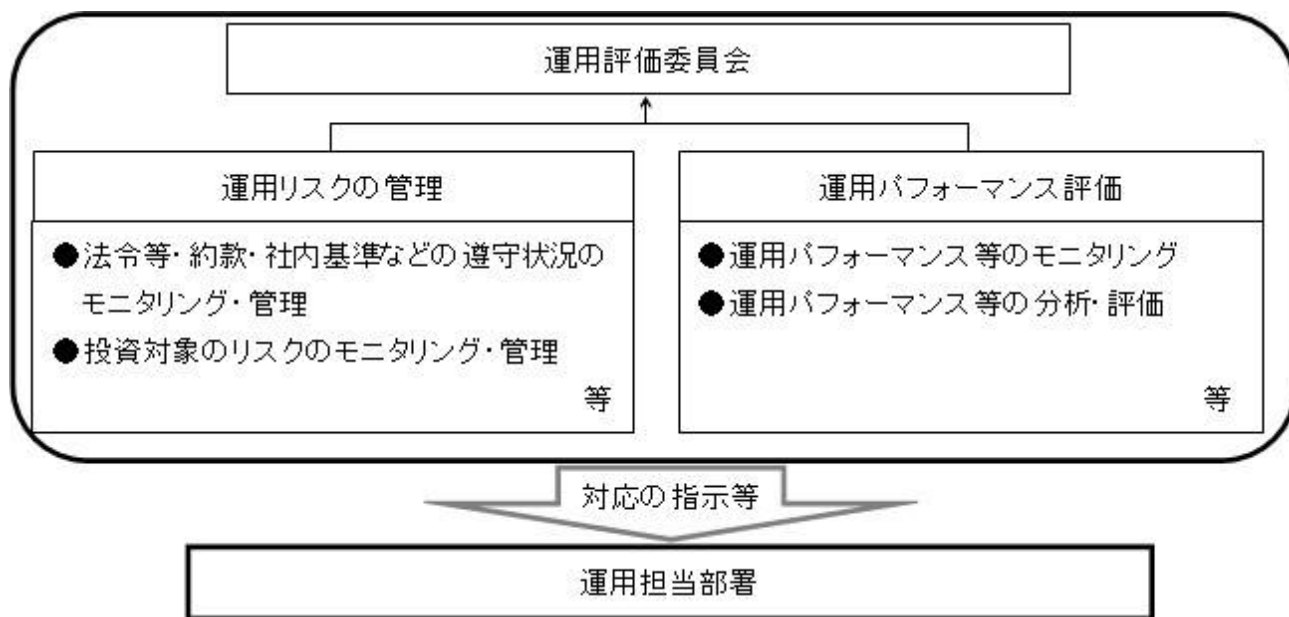 運用評価委員会
運用リスクの管理
●法令等・約款・社内基準などの遵守状況の
モニタリング・管理
●投資対象のリスクのモニタリング・管理
等
運用パフォーマンス評価
●運用パフォーマンス等のモニタリング
●運用パフォーマンス等の分析・評価
等
対応の指示等
運用担当部署